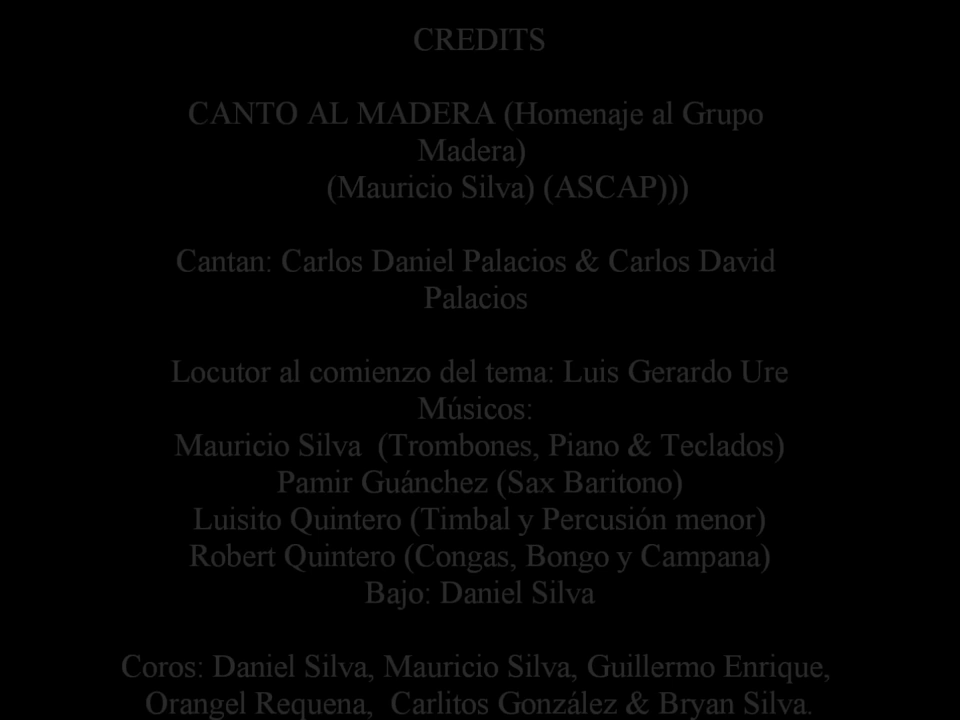 CREDITS
CANTO AL MADERA (Homenaje al Grupo
Madera)
(Mauricio Silva) (ASCAP)))
Cantan: Carlos Daniel Palacios & Carlos David
Palacios
Locutor al comienzo del tema: Luis Gerardo Ure
Músicos:
Mauricio Silva (Trombones, Piano & Teclados)
Pamir Guánchez (Sax Baritono)
Luisito Quintero (Timbal y Percusión menor)
Robert Quintero (Congas, Bongo y Campana)
Bajo: Daniel Silva
Coros: Daniel Silva, Mauricio Silva, Guillermo Enrique,
Orangel Requena, Carlitos González & Bryan Silva.